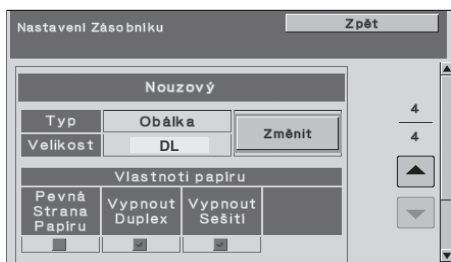 Nastavení Zásobníku
Zpět
Nouzový
Typ
Obálka
Změnit
Velikost
DL
4
4
Vlastnoti papíru
Pevná
Strana
Papíru
Vypnout
Duplex
Vypnout
Sešití